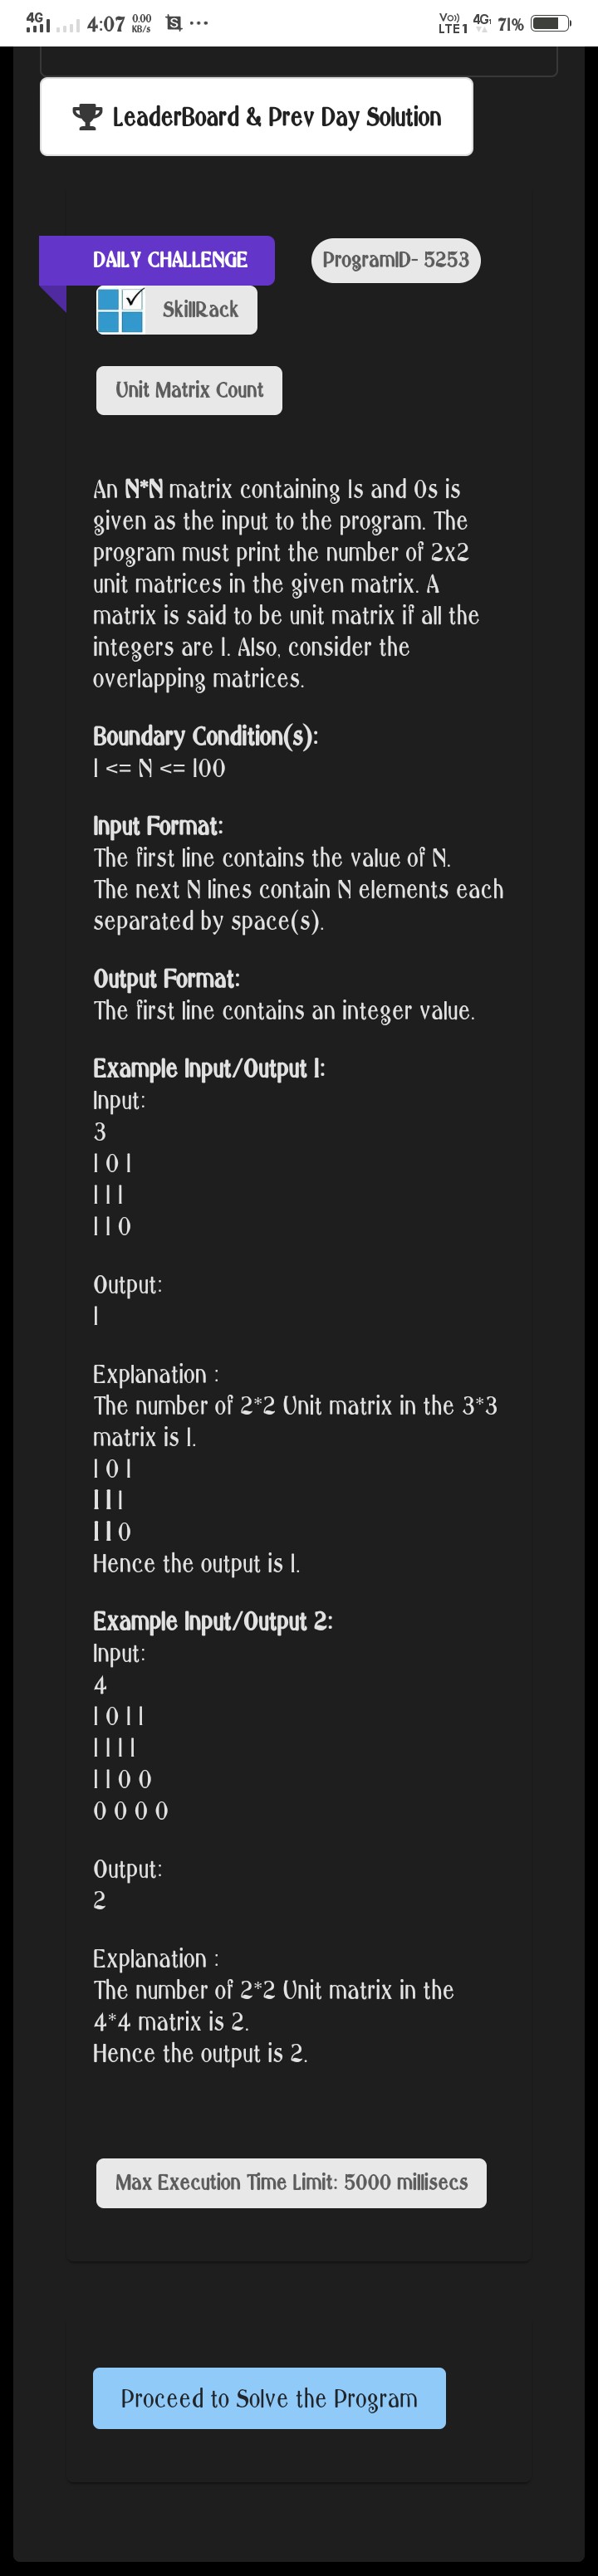 4G 4:07 0.00 KB/s S ... Vo)) LTE 1 4G 71%
LeaderBoard & Prev Day Solution
DAILY CHALLENGE ProgramID- 5253
SkillRack
Unit Matrix Count
An N*N matrix containing 1s and 0s is
given as the input to the program. The
program must print the number of 2x2
unit matrices in the given matrix. A
matrix is said to be unit matrix if all the
integers are 1. Also, consider the
overlapping matrices.
Boundary Condition(s):
1 <= N <= 100
Input Format:
The first line contains the value of N.
The next N lines contain N elements each
separated by space(s).
Output Format:
The first line contains an integer value.
Example Input/Output 1:
Input:
3
1 0 1
1 1 1
1 1 0
Output:
1
Explanation :
The number of 2*2 Unit matrix in the 3*3
matrix is 1.
1 0 1
1 1 1
1 1 0
Hence the output is 1.
Example Input/Output 2:
Input:
4
1 0 1 1
1 1 1 1
1 1 0 0
0 0 0 0
Output:
2
Explanation :
The number of 2*2 Unit matrix in the
4*4 matrix is 2.
Hence the output is 2.
Max Execution Time Limit: 5000 millisecs
Proceed to Solve the Program